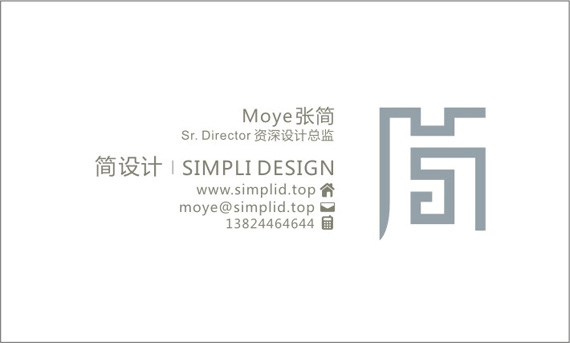 Moye张简
Sr. Director 资深设计总监
简设计 | SIMPLI DESIGN
www.simplid.top
moye@simplid.top
13824464644